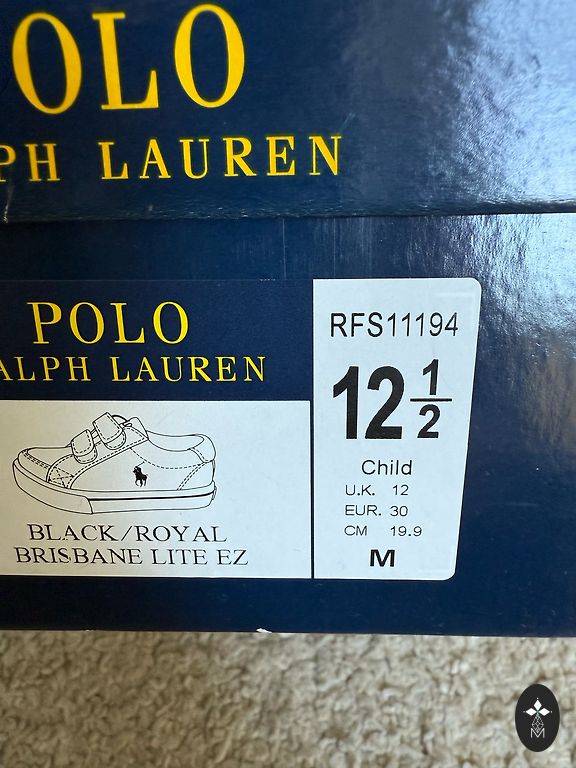 POLO
LPH LAUREN
POLO
ALPH LAUREN
RFS11194
12 1/2
Child
U.K. 12
EUR. 30
CM 19.9
M
BLACK/ROYAL
BRISBANE LITE EZ
M